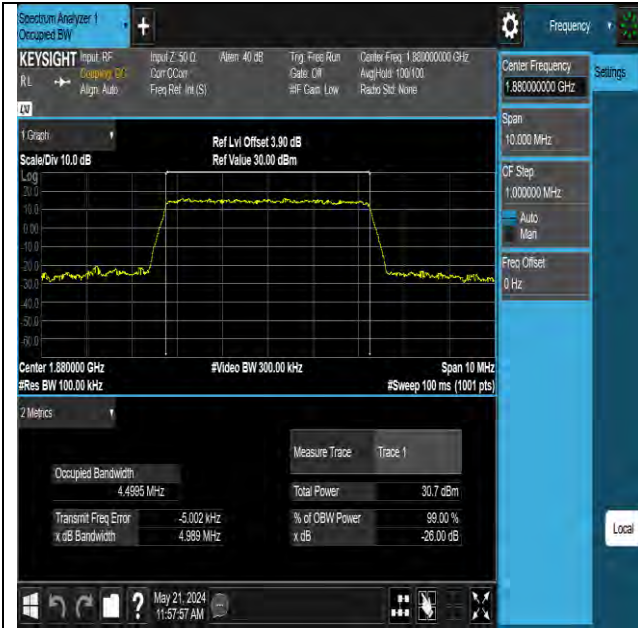 Spectrum Analyzer 1
Occupied BW
Frequency
KEYSIGHT
Input: RF
Coupling: DC
Align: Auto
Input Z: 50 Ω
Corr CCorr
Freq Ref: Int (S)
Atten: 40 dB
Trig: Free Run
Gate: Off
#IF Gain: Low
Center Freq: 1.880000000 GHz
Avg|Hold: 100/100
Radio Std: None
RL
LV
Center Frequency
1.880000000 GHz
Settings
Span
10.000 MHz
CF Step
1.000000 MHz
Auto
Man
Freq Offset
0 Hz
1 Graph
Scale/Div 10.0 dB
Ref Lvl Offset 3.90 dB
Ref Value 30.00 dBm
Log
20.0
10.0
0.00
-10.0
-20.0
-30.0
-40.0
-50.0
-60.0
Center 1.880000 GHz
#Video BW 300.00 kHz
Span 10 MHz
#Res BW 100.00 kHz
#Sweep 100 ms (1001 pts)
2 Metrics
Measure Trace
Trace 1
Occupied Bandwidth
4.4995 MHz
Total Power
30.7 dBm
Transmit Freq Error
-5.002 kHz
% of OBW Power
99.00 %
x dB Bandwidth
4.989 MHz
x dB
-26.00 dB
Local
May 21, 2024
11:57:57 AM